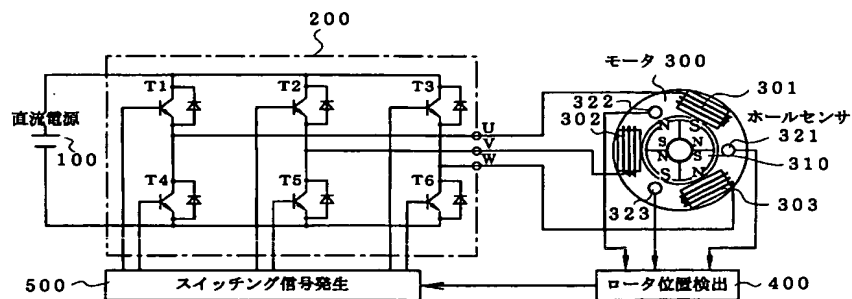 200
T1
T2
T3
直流電源
100
U
V
W
T4
T5
T6
モータ 300
301
322
ホールセンサ
302
321
310
N
S
S
N
N
S
S
N
323
303
500
スイッチング信号発生
ロータ位置検出
400